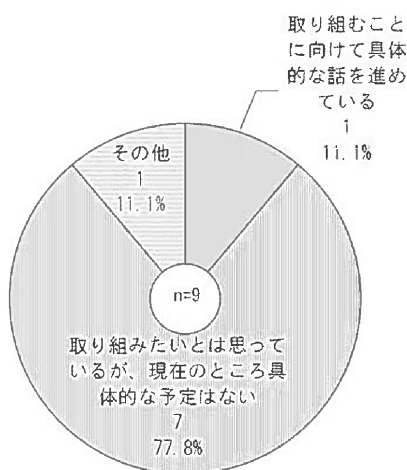 取り組むこと
に向けて具体
的な話を進め
ている
1
11.1%
その他
1
11.1%
n=9
取り組みたいとは思って
いるが、現在のところ具
体的な予定はない
7
77.8%